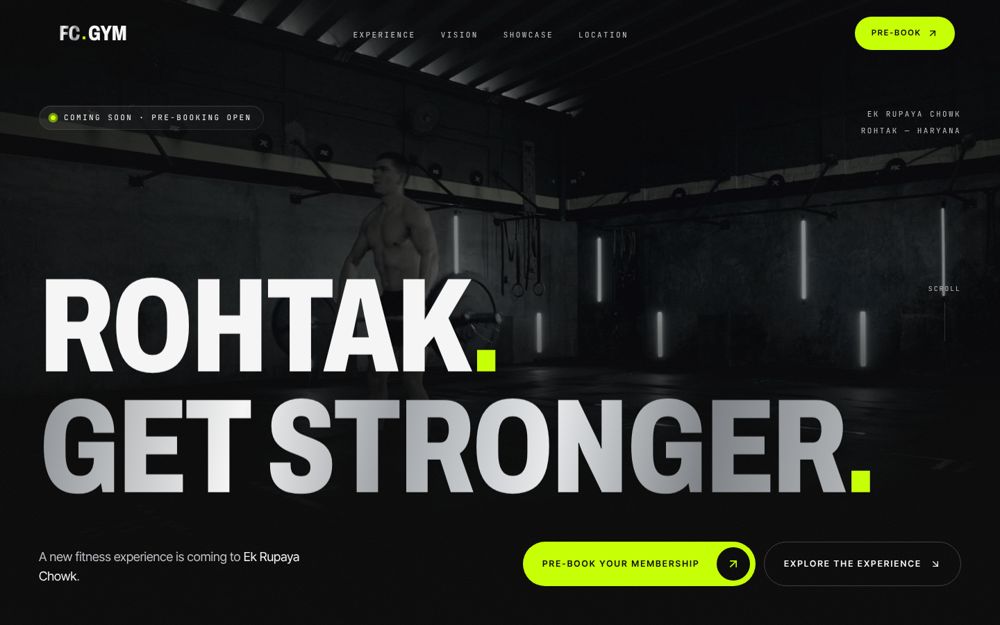 FC.GYM
EXPERIENCE VISION SHOWCASE LOCATION
PRE-BOOK
COMING SOON · PRE-BOOKING OPEN
EK RUPAYA CHOWK
ROHTAK — HARYANA
SCROLL
ROHTAK.
GET STRONGER.
A new fitness experience is coming to Ek Rupaya
Chowk.
PRE-BOOK YOUR MEMBERSHIP
EXPLORE THE EXPERIENCE